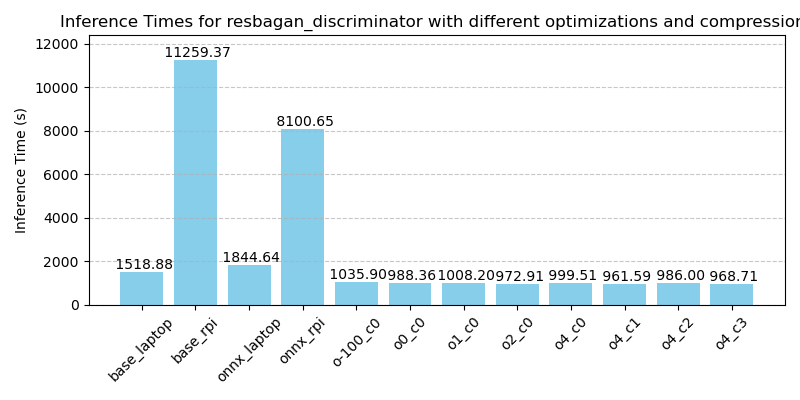 Inference Times for resbagan_discriminator with different optimizations and compression
Inference Time (s)
12000
10000
8000
6000
4000
2000
0
1518.88
11259.37
1844.64
8100.65
1035.90
988.36
1008.20
972.91
999.51
961.59
986.00
968.71
base_laptop
base_rpi
onnx_laptop
onnx_rpi
o-100_c0
o0_c0
o1_c0
o2_c0
o4_c0
o4_c1
o4_c2
o4_c3